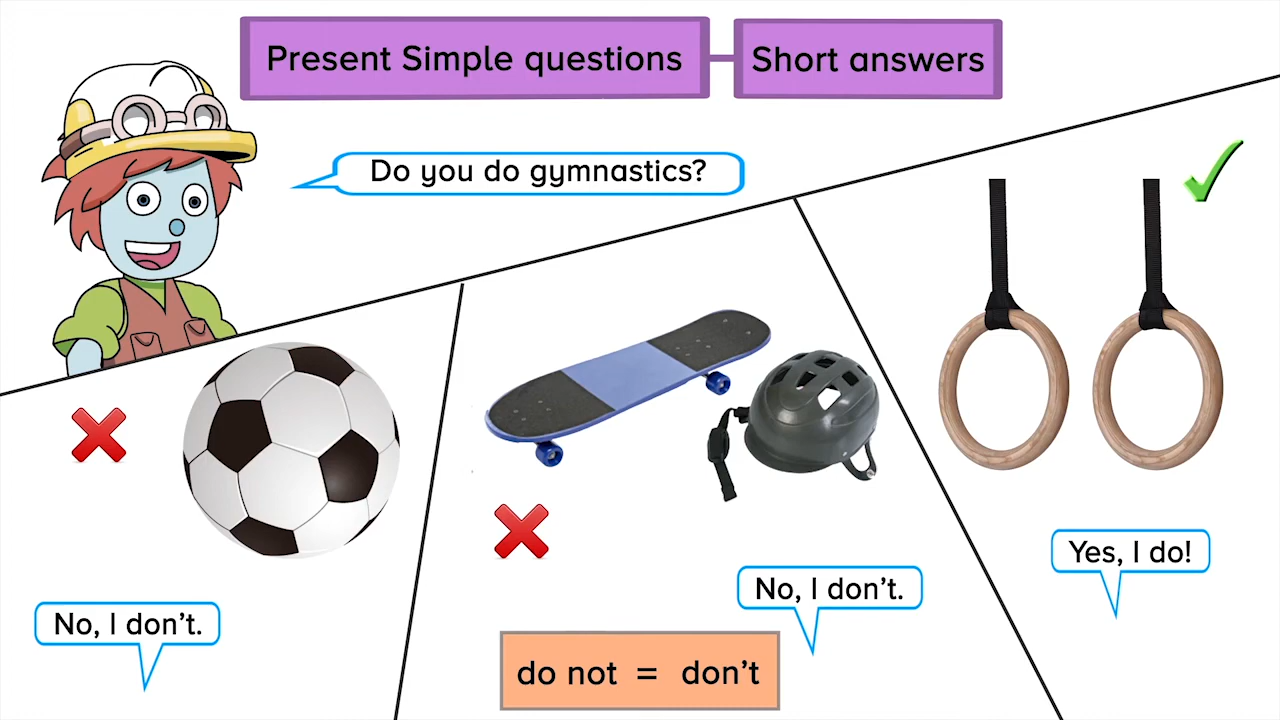 Present Simple questions
Short answers
Do you do gymnastics?
Yes, I do!
No, I don't.
No, I don't.
do not = don't